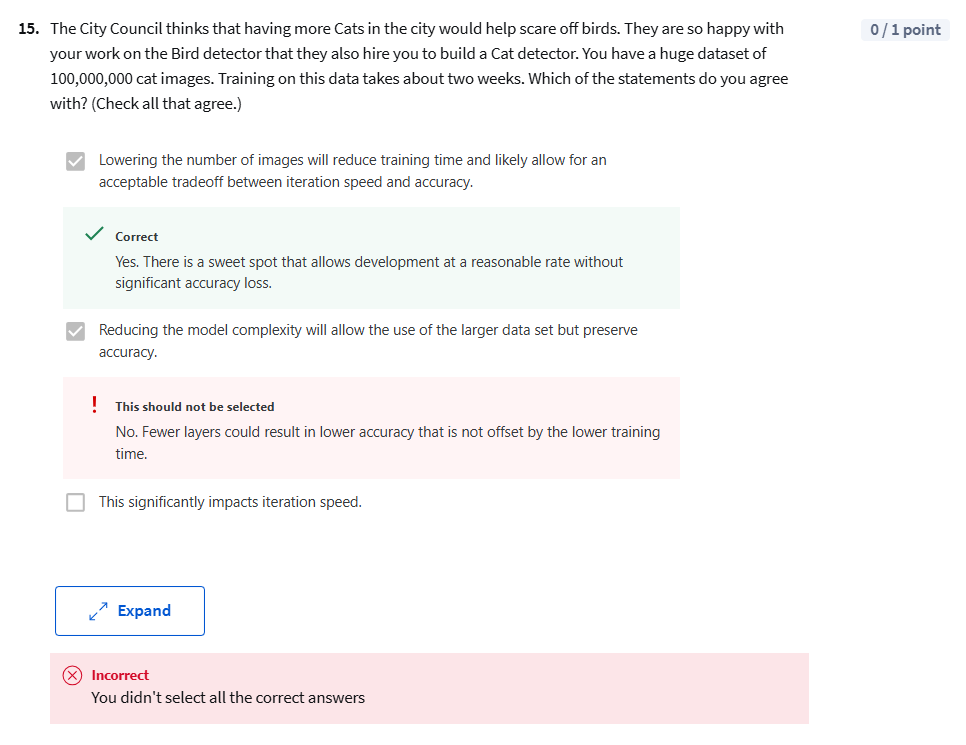 15. The City Council thinks that having more Cats in the city would help scare off birds. They are so happy with
0 / 1 point
your work on the Bird detector that they also hire you to build a Cat detector. You have a huge dataset of
100,000,000 cat images. Training on this data takes about two weeks. Which of the statements do you agree
with? (Check all that agree.)
Lowering the number of images will reduce training time and likely allow for an
acceptable tradeoff between iteration speed and accuracy.
Correct
Yes. There is a sweet spot that allows development at a reasonable rate without
significant accuracy loss.
Reducing the model complexity will allow the use of the larger data set but preserve
accuracy.
This should not be selected
No. Fewer layers could result in lower accuracy that is not offset by the lower training
time.
This significantly impacts iteration speed.
Expand
Incorrect
You didn't select all the correct answers